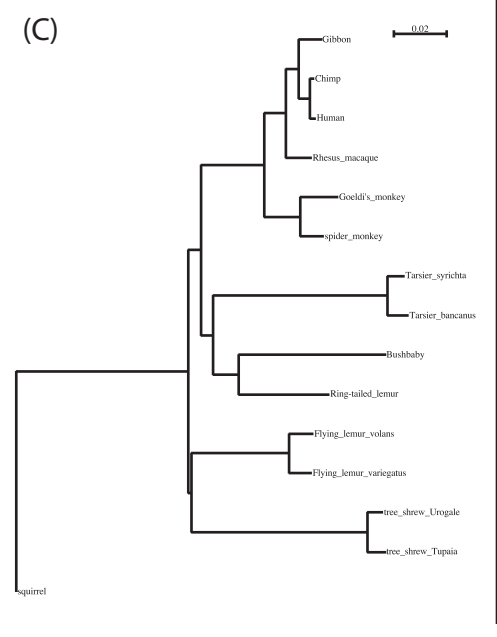 (C)
0.02
Gibbon
Chimp
Human
Rhesus_macaque
Goeldi's_monkey
spider_monkey
Tarsier_syrichta
Tarsier_bancanus
Bushbaby
Ring-tailed_lemur
Flying_lemur_volans
Flying_lemur_variegatus
tree_shrew_Urogale
tree_shrew_Tupaia
squirrel